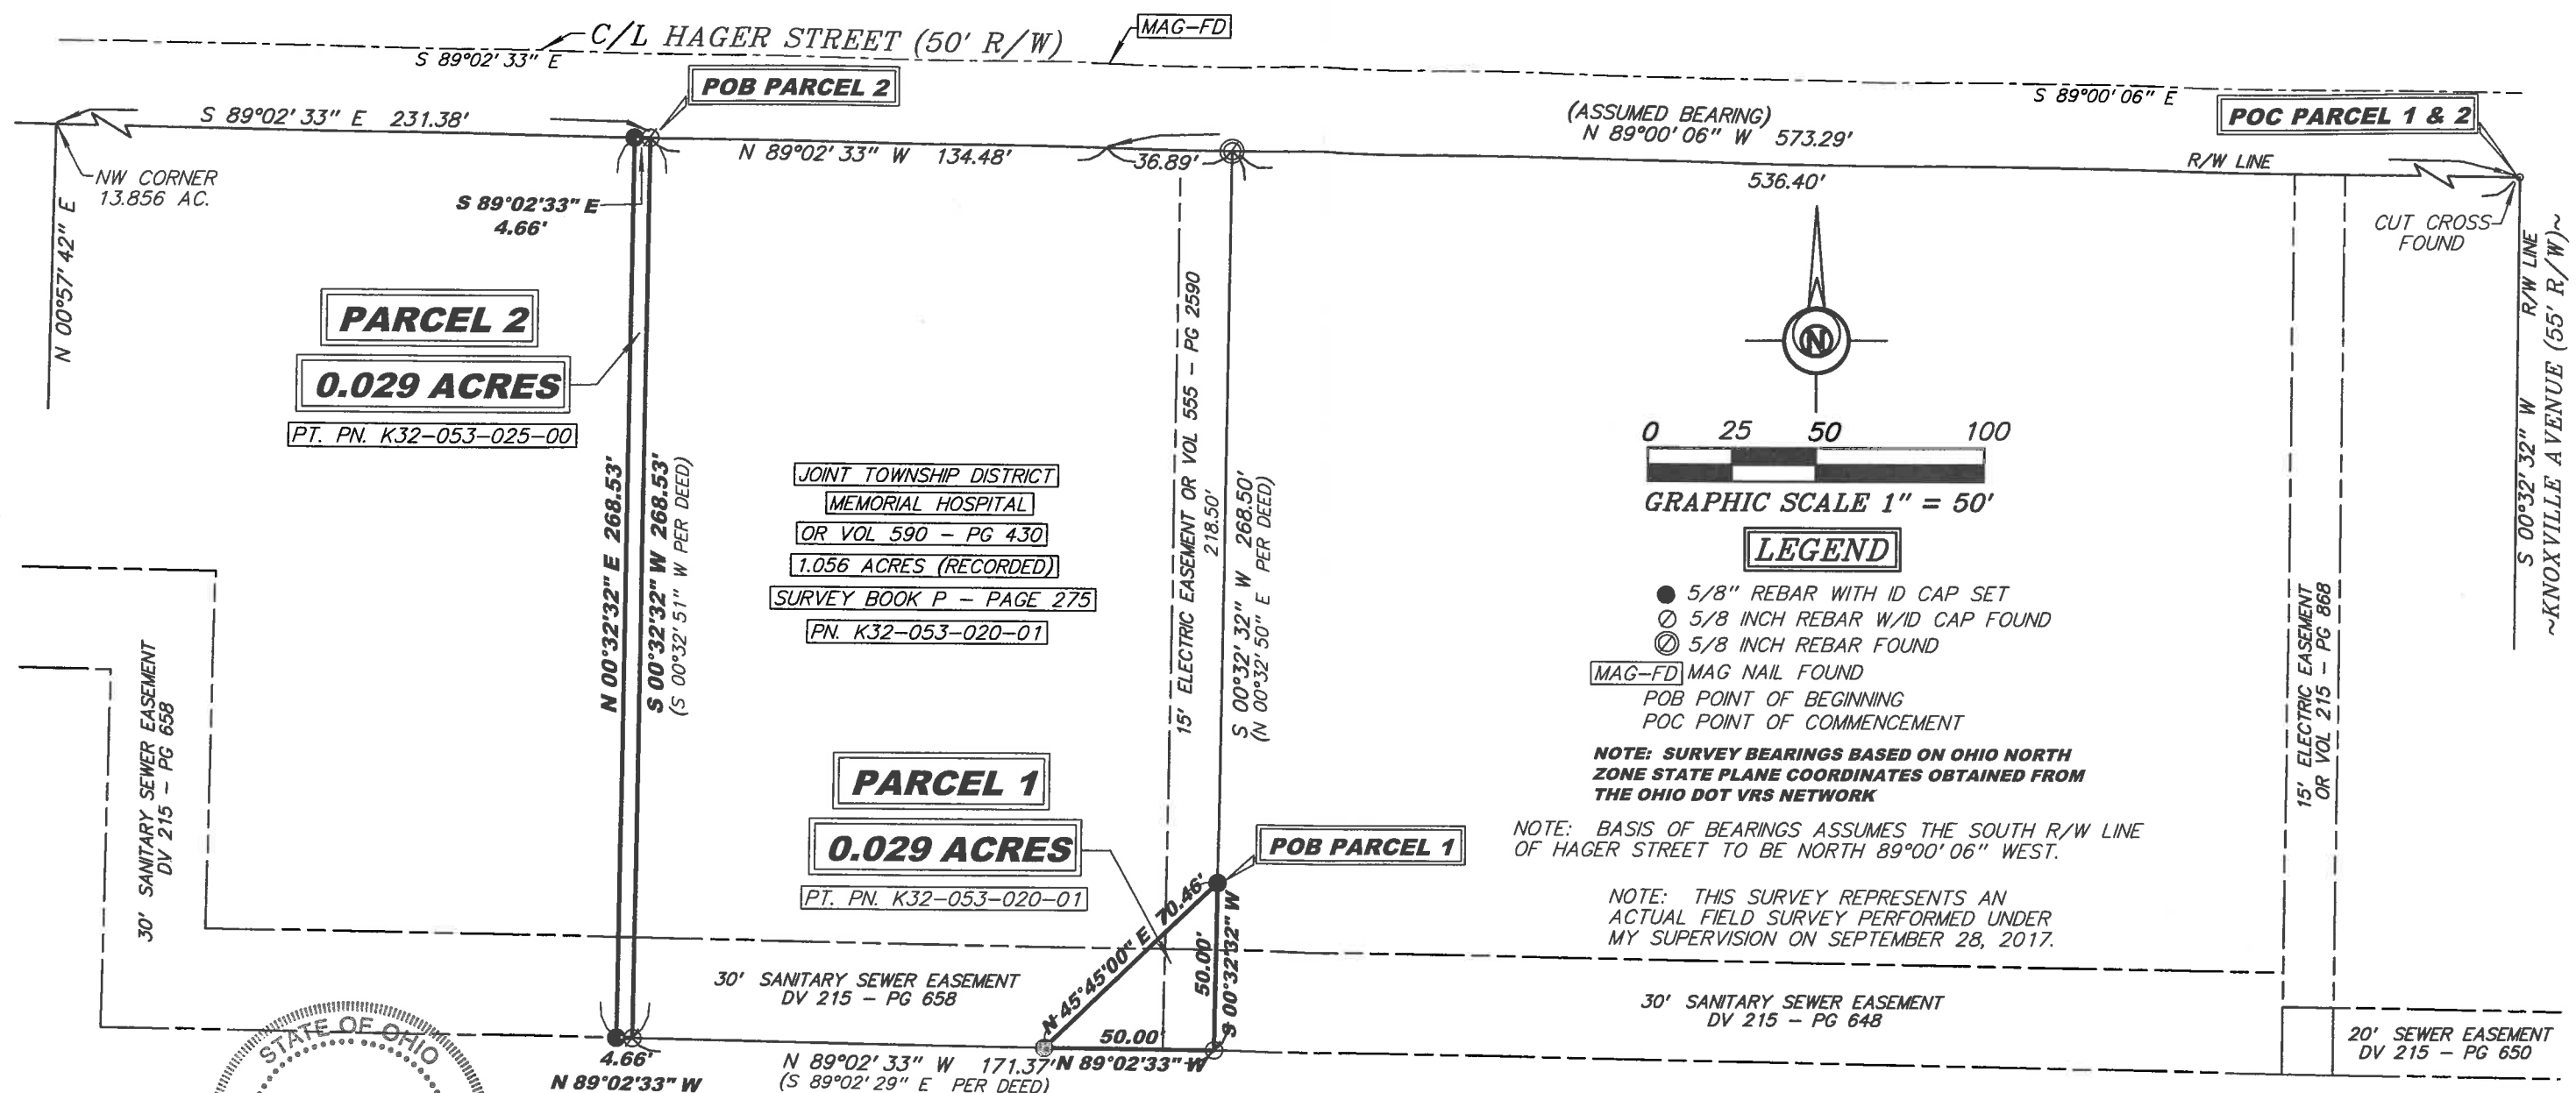 C/L HAGER STREET (50' R/W)
MAG-FD
S 89°02'33" E
S 89°00'06" E
POB PARCEL 2
POC PARCEL 1 & 2
S 89°02'33" E 231.38'
(ASSUMED BEARING)
N 89°00'06" W 573.29'
N 89°02'33" W 134.48'
36.89'
536.40'
R/W LINE
NW CORNER
13.856 AC.
S 89°02'33" E
4.66'
CUT CROSS
FOUND
N 00°57'42" E
S 00°32'32" W R/W LINE
~KNOXVILLE AVENUE (55' R/W)~
PARCEL 2
0.029 ACRES
PT. PN. K32-053-025-00
N 00°32'32" E 268.53'
S 00°32'32" W 268.53'
(S 00°32'51" W PER DEED)
JOINT TOWNSHIP DISTRICT
MEMORIAL HOSPITAL
OR VOL 590 - PG 430
1.056 ACRES (RECORDED)
SURVEY BOOK P - PAGE 275
PN. K32-053-020-01
15' ELECTRIC EASEMENT OR VOL 555 - PG 2590
218.50'
S 00°32'32" W 268.50'
(N 00°32'50" E PER DEED)
N
0 25 50 100
GRAPHIC SCALE 1" = 50'
LEGEND
5/8" REBAR WITH ID CAP SET
5/8 INCH REBAR W/ID CAP FOUND
5/8 INCH REBAR FOUND
MAG-FD MAG NAIL FOUND
POB POINT OF BEGINNING
POC POINT OF COMMENCEMENT
NOTE: SURVEY BEARINGS BASED ON OHIO NORTH
ZONE STATE PLANE COORDINATES OBTAINED FROM
THE OHIO DOT VRS NETWORK
NOTE: BASIS OF BEARINGS ASSUMES THE SOUTH R/W LINE
OF HAGER STREET TO BE NORTH 89°00'06" WEST.
NOTE: THIS SURVEY REPRESENTS AN
ACTUAL FIELD SURVEY PERFORMED UNDER
MY SUPERVISION ON SEPTEMBER 28, 2017.
15' ELECTRIC EASEMENT
OR VOL 215 - PG 868
30' SANITARY SEWER EASEMENT
DV 215 - PG 658
PARCEL 1
0.029 ACRES
PT. PN. K32-053-020-01
POB PARCEL 1
N 45°45'00" E 70.46'
50.00'
S 00°32'32" W
30' SANITARY SEWER EASEMENT
DV 215 - PG 658
30' SANITARY SEWER EASEMENT
DV 215 - PG 648
20' SEWER EASEMENT
DV 215 - PG 650
STATE OF OHIO
4.66'
N 89°02'33" W
N 89°02'33" W 171.37'
(S 89°02'29" E PER DEED)
50.00'
N 89°02'33" W